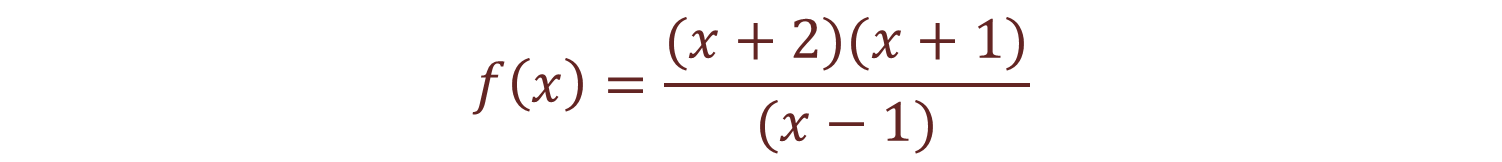 f(x) = (x + 2)(x + 1) / (x − 1)